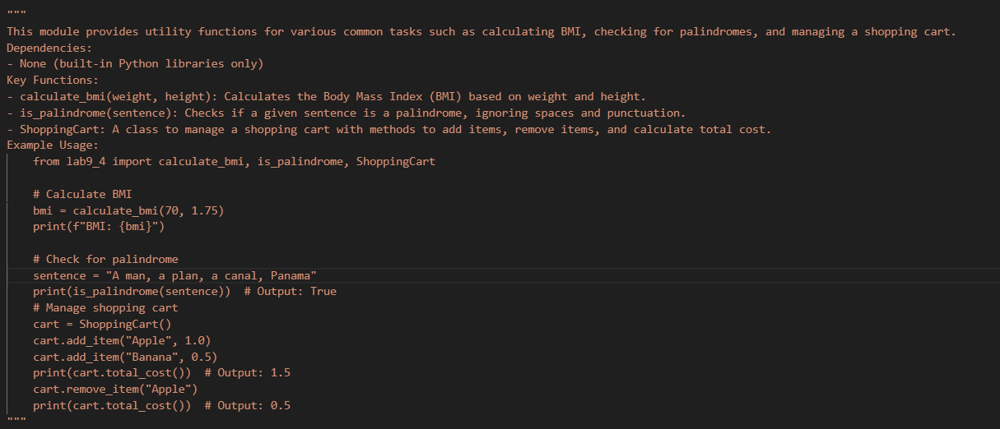 """
This module provides utility functions for various common tasks such as calculating BMI, checking for palindromes, and managing a shopping cart.
Dependencies:
- None (built-in Python libraries only)
Key Functions:
- calculate_bmi(weight, height): Calculates the Body Mass Index (BMI) based on weight and height.
- is_palindrome(sentence): Checks if a given sentence is a palindrome, ignoring spaces and punctuation.
- ShoppingCart: A class to manage a shopping cart with methods to add items, remove items, and calculate total cost.
Example Usage:
    from lab9_4 import calculate_bmi, is_palindrome, ShoppingCart

    # Calculate BMI
    bmi = calculate_bmi(70, 1.75)
    print(f"BMI: {bmi}")

    # Check for palindrome
    sentence = "A man, a plan, a canal, Panama"
    print(is_palindrome(sentence))  # Output: True
    # Manage shopping cart
    cart = ShoppingCart()
    cart.add_item("Apple", 1.0)
    cart.add_item("Banana", 0.5)
    print(cart.total_cost())  # Output: 1.5
    cart.remove_item("Apple")
    print(cart.total_cost())  # Output: 0.5
"""